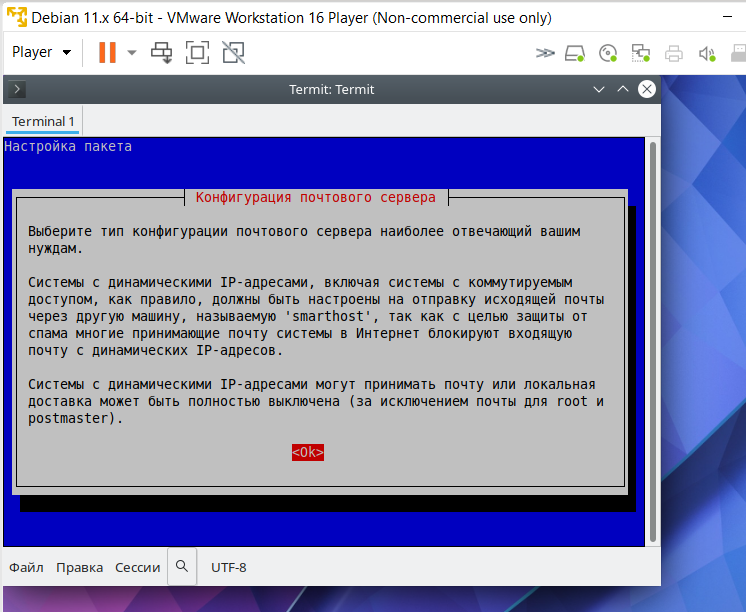 Debian 11.x 64-bit - VMware Workstation 16 Player (Non-commercial use only)
Player
Termit: Termit
Terminal 1
Настройка пакета
Конфигурация почтового сервера
Выберите тип конфигурации почтового сервера наиболее отвечающий вашим
нуждам.
Системы с динамическими IP-адресами, включая системы с коммутируемым
доступом, как правило, должны быть настроены на отправку исходящей почты
через другую машину, называемую 'smarthost', так как с целью защиты от
спама многие принимающие почту системы в Интернет блокируют входящую
почту с динамических IP-адресов.
Системы с динамическими IP-адресами могут принимать почту или локальная
доставка может быть полностью выключена (за исключением почты для root и
postmaster).
<Ok>
Файл Правка Сессии UTF-8